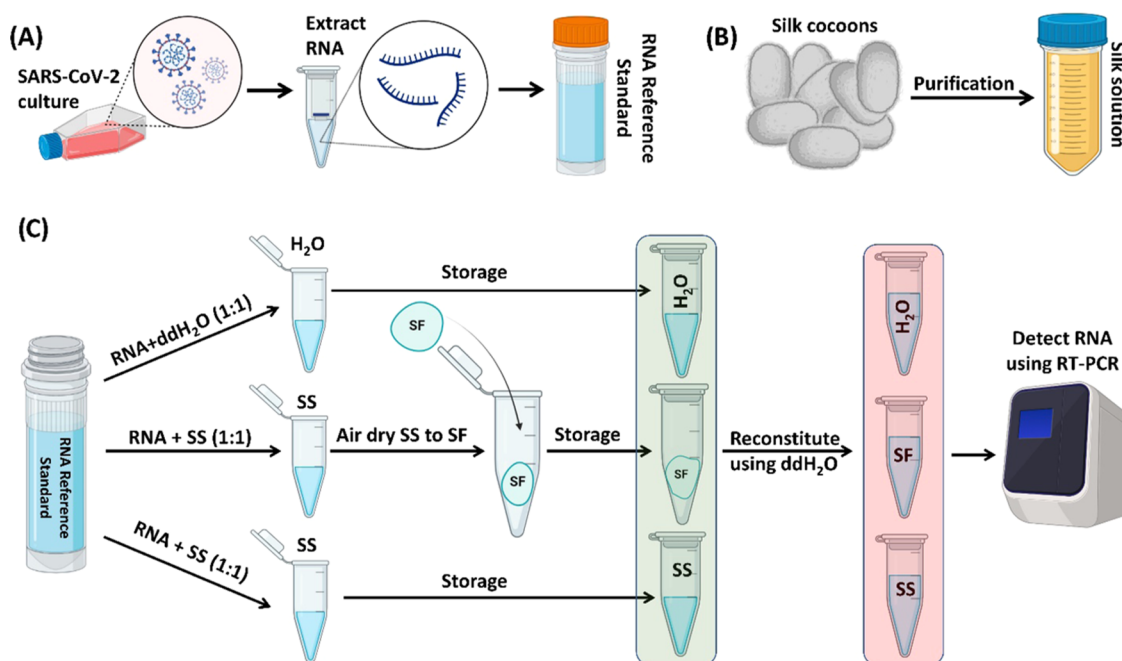 (A)
SARS-CoV-2
culture
Extract
RNA
RNA Reference
Standard
(B)
Silk cocoons
Purification
Silk solution
(C)
RNA Reference
Standard
RNA+ddH₂O (1:1)
H₂O
Storage
H₂O
RNA + SS (1:1)
SS
Air dry SS to SF
SF
SF
Storage
SF
RNA + SS (1:1)
SS
Storage
SS
Reconstitute
using ddH₂O
H₂O
SF
SS
Detect RNA
using RT-PCR